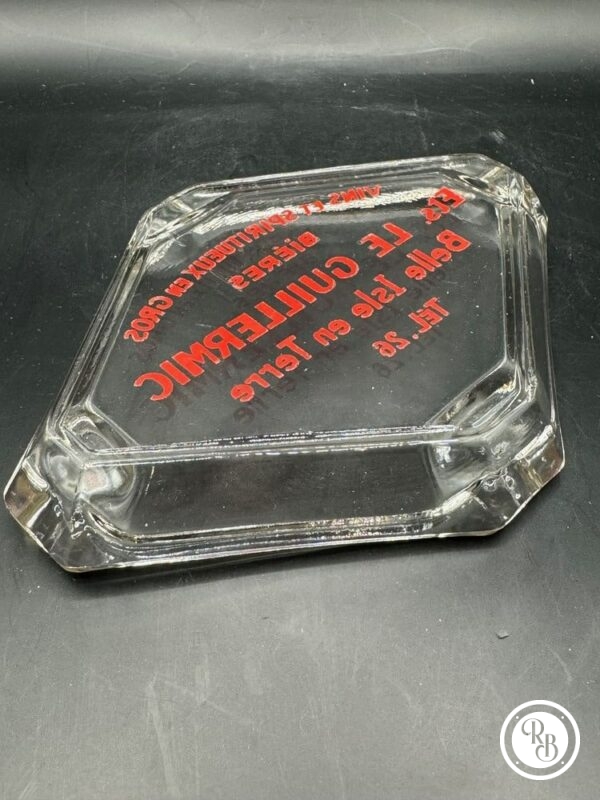 VINS ET SPIRITUEUX EN GROS
BIÈRES
Ets. LE GUILLERMIC
Belle Isle en Terre
TÉL. 26
RB